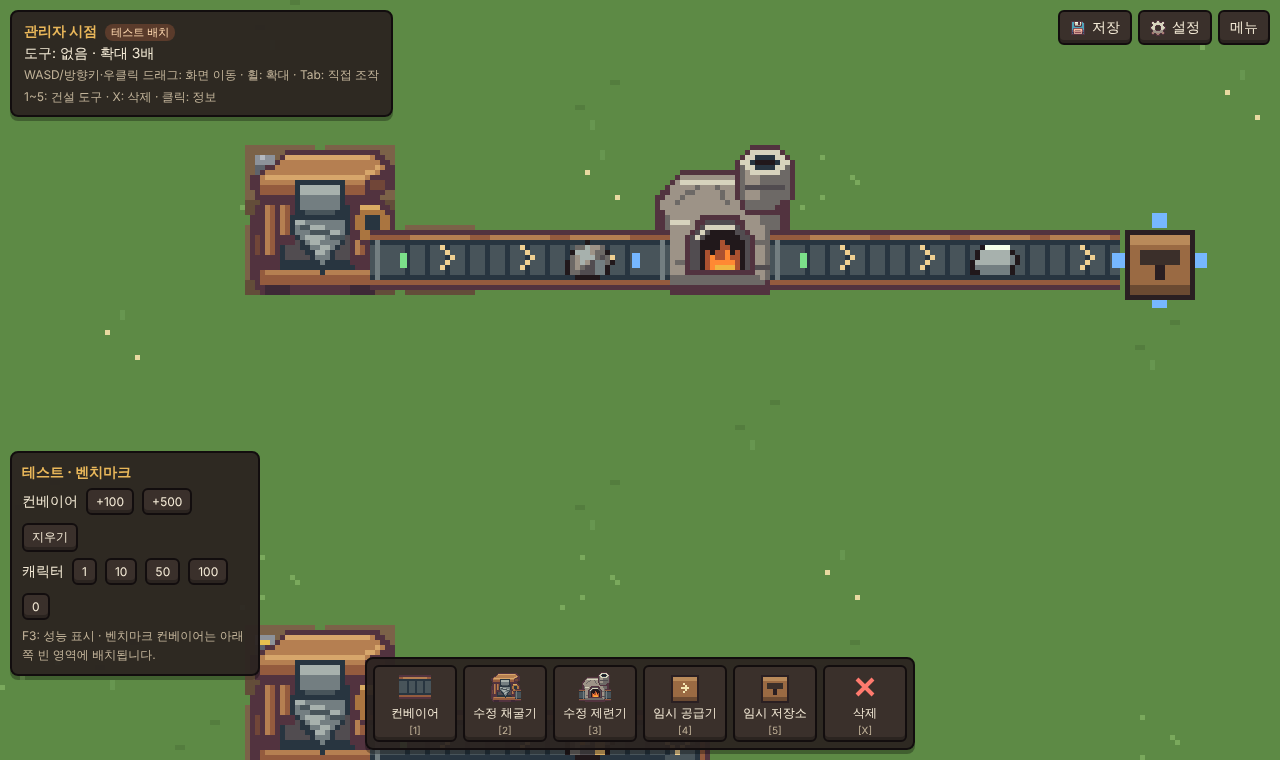 관리자 시점 테스트 배치
도구: 없음 · 확대 3배
WASD/방향키·우클릭 드래그: 화면 이동 · 휠: 확대 · Tab: 직접 조작
1~5: 건설 도구 · X: 삭제 · 클릭: 정보
저장 설정 메뉴
테스트 · 벤치마크
컨베이어 +100 +500
지우기
캐릭터 1 10 50 100
0
F3: 성능 표시 · 벤치마크 컨베이어는 아래
쪽 빈 영역에 배치됩니다.
컨베이어 수정 채굴기 수정 제련기 임시 공급기 임시 저장소 삭제
[1] [2] [3] [4] [5] [X]